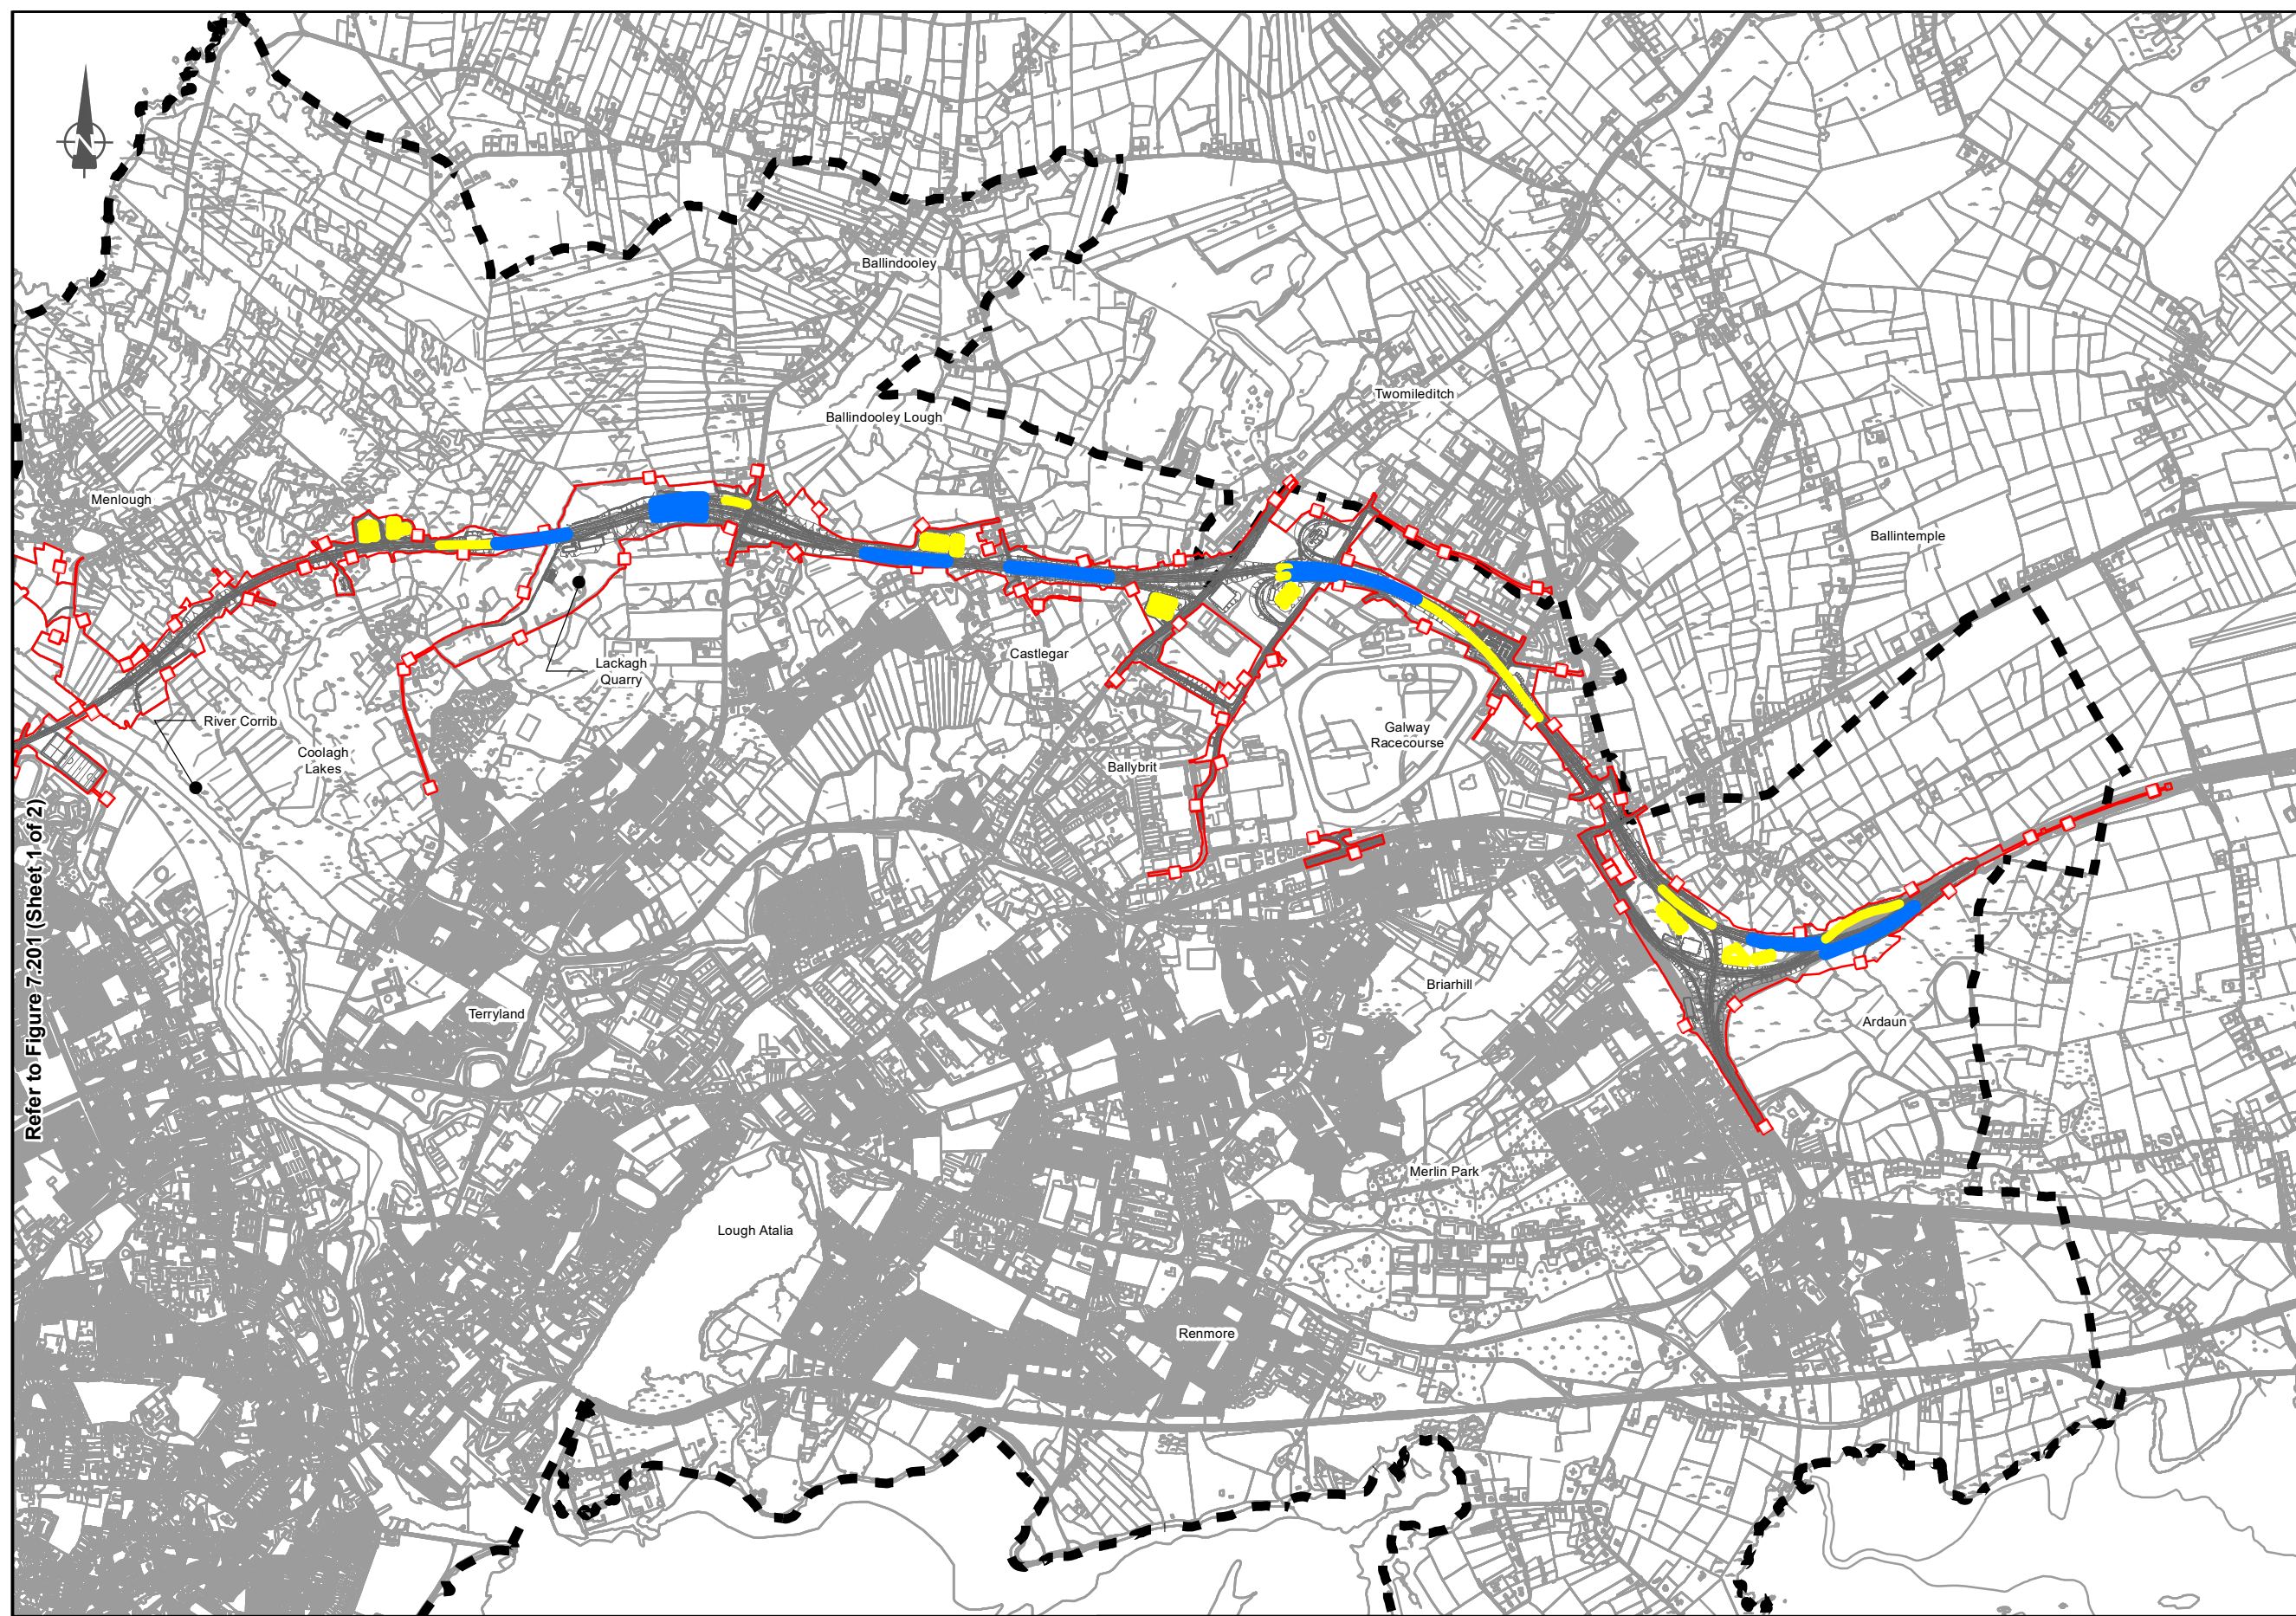 N
Ballindooley
Twomileditch
Ballindooley Lough
Menlough
Ballintemple
Castlegar
Lackagh
Quarry
River Corrib
Galway
Racecourse
Coolagh
Lakes
Ballybrit
Refer to Figure 7.201 (Sheet 1 of 2)
Briarhill
Terryland
Ardaun
Merlin Park
Lough Atalia
Renmore